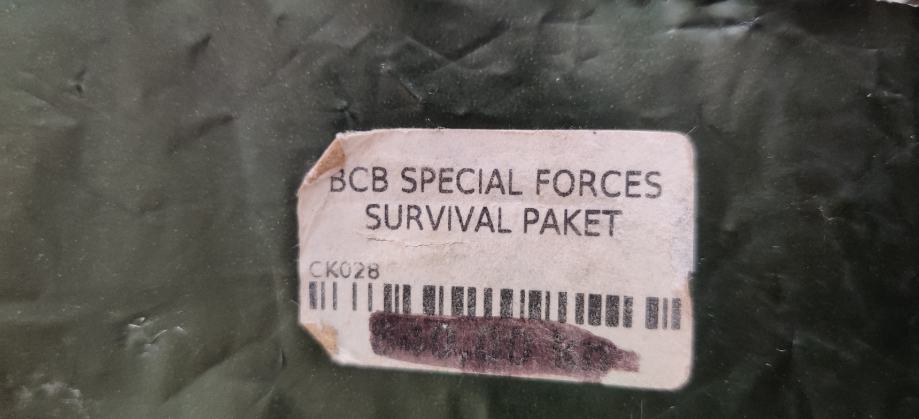 BCB SPECIAL FORCES
SURVIVAL PAKET
CK028